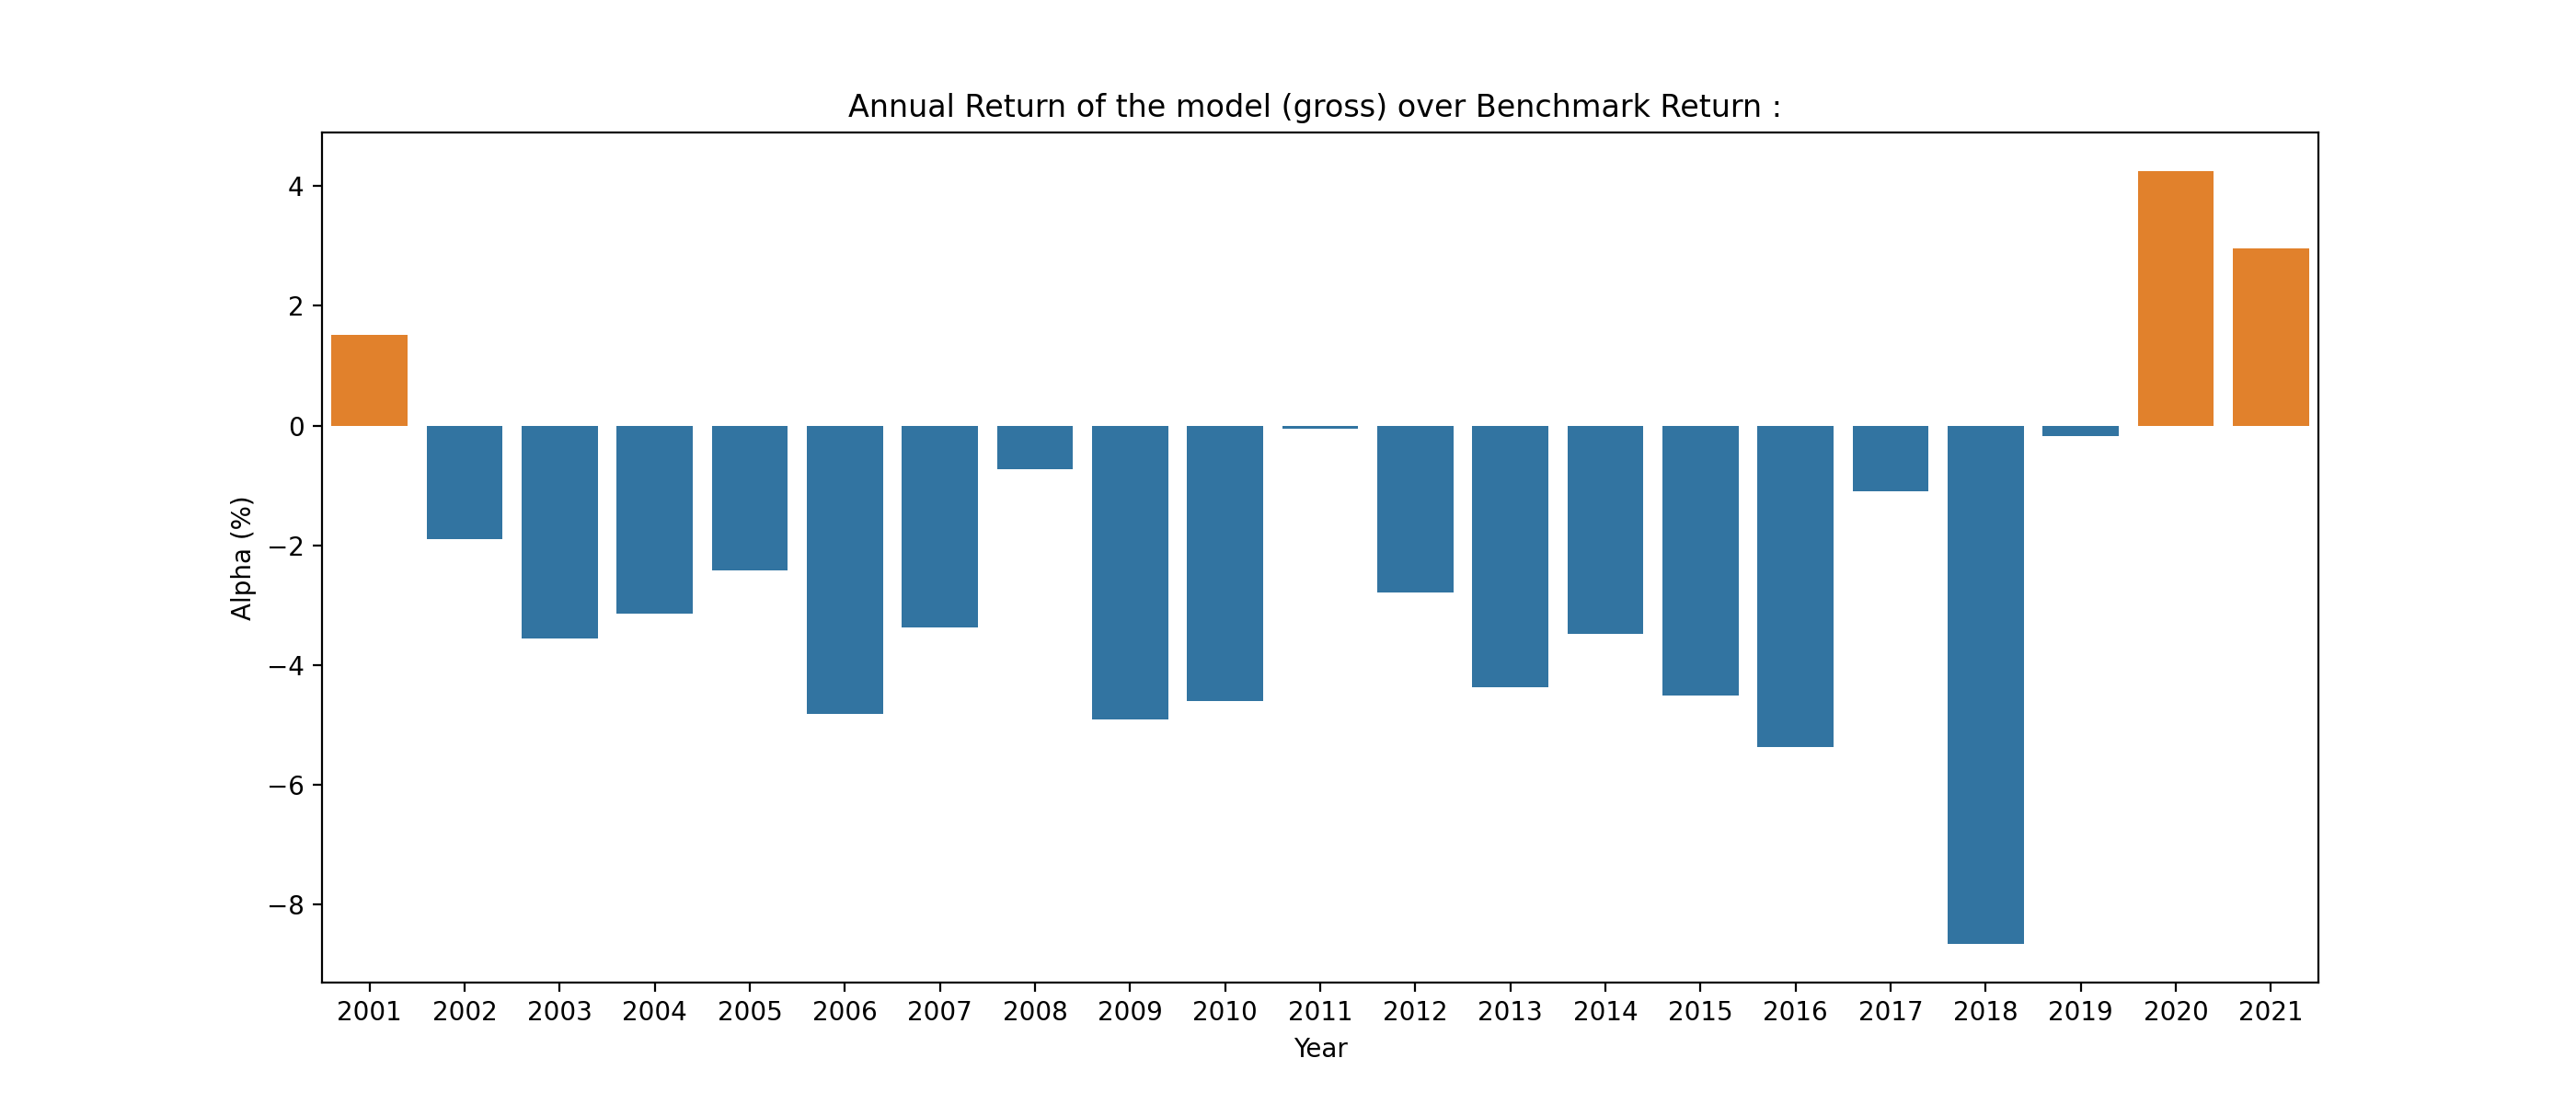 Annual Return of the model (gross) over Benchmark Return :
4
2
0
−2
−4
−6
−8
Alpha (%)
2001 2002 2003 2004 2005 2006 2007 2008 2009 2010 2011 2012 2013 2014 2015 2016 2017 2018 2019 2020 2021
Year